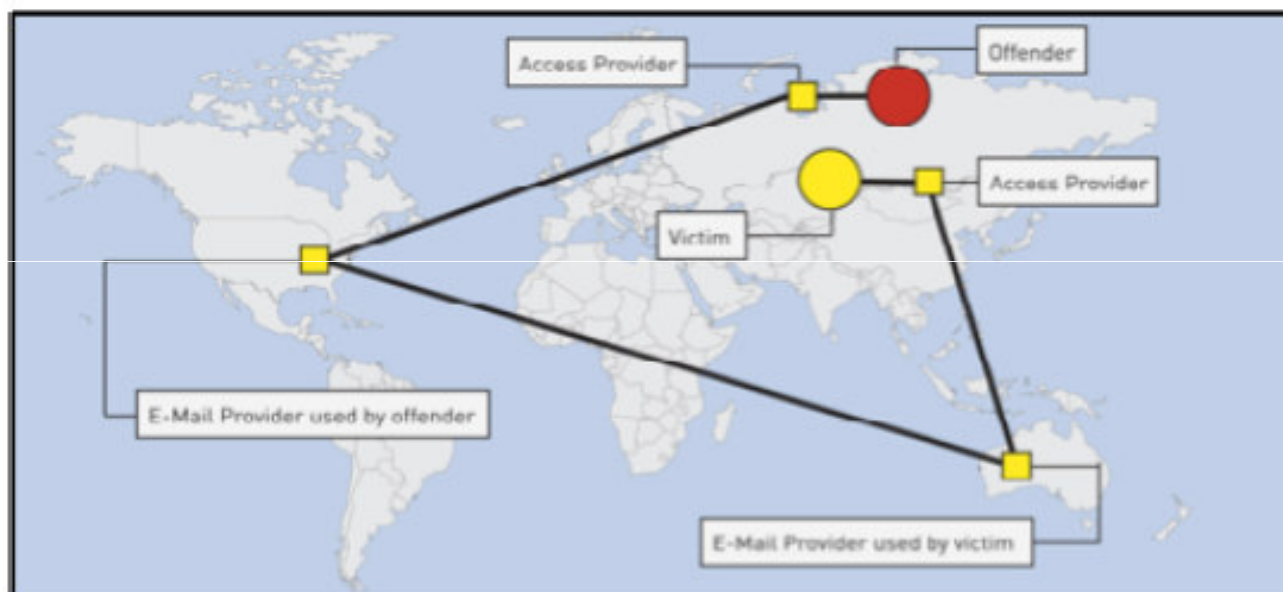 Access Provider
Offender
Access Provider
Victim
E-Mail Provider used by offender
E-Mail Provider used by victim